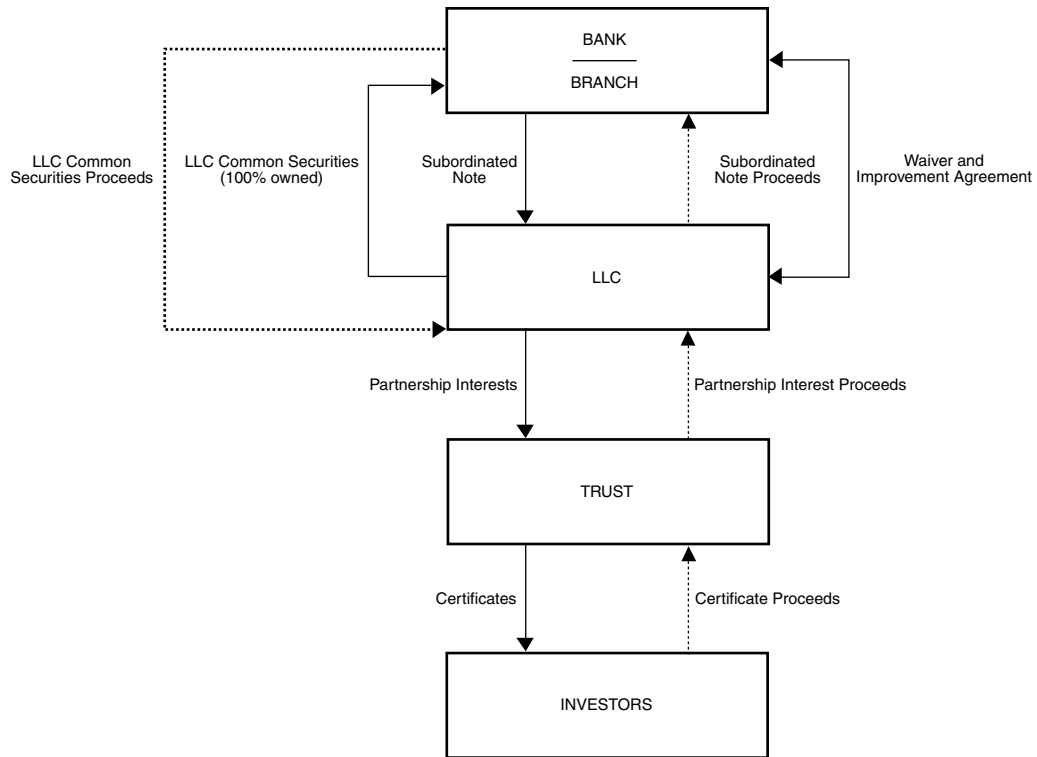 BANK
BRANCH
LLC Common
Securities Proceeds
LLC Common Securities
(100% owned)
Subordinated
Note
Subordinated
Note Proceeds
Waiver and
Improvement Agreement
LLC
Partnership Interests
Partnership Interest Proceeds
TRUST
Certificates
Certificate Proceeds
INVESTORS